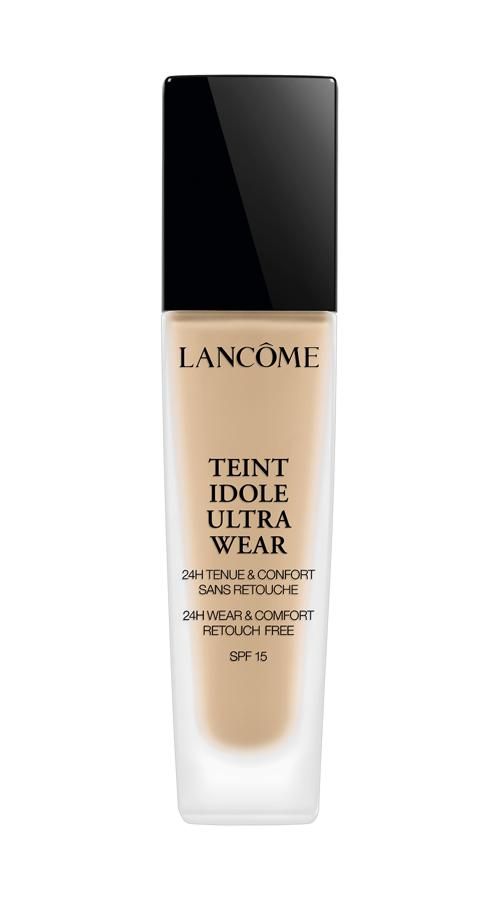 LANCÔME
TEINT
IDOLE
ULTRA
WEAR
24H TENUE & CONFORT
SANS RETOUCHE
24H WEAR & COMFORT
RETOUCH FREE
SPF 15